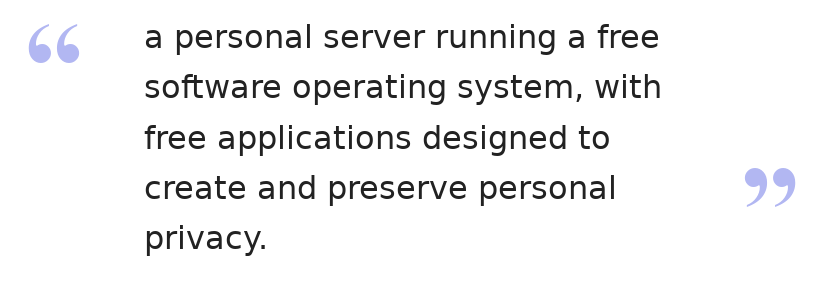 “ a personal server running a free
software operating system, with
free applications designed to
create and preserve personal ”
privacy.